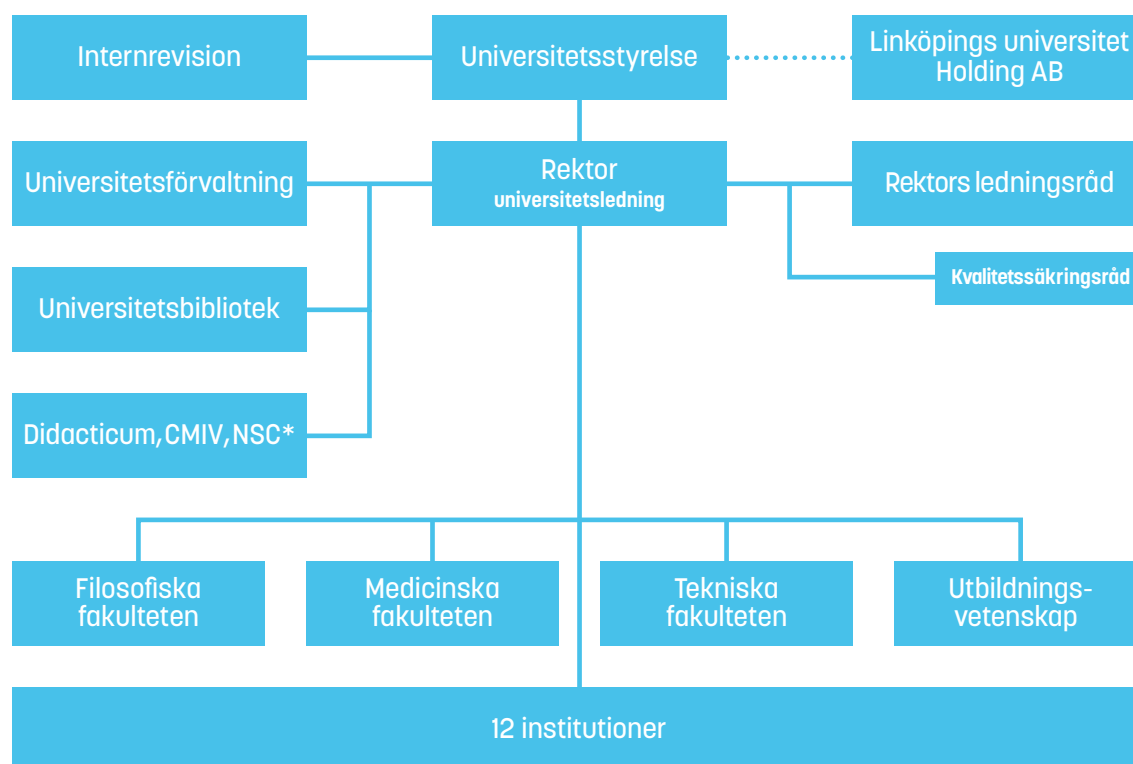 Internrevision
Universitetsstyrelse
Linköpings universitet
Holding AB
Universitetsförvaltning
Rektor
universitetsledning
Rektors ledningsråd
Kvalitetssäkringsråd
Universitetsbibliotek
Didacticum, CMIV, NSC*
Filosofiska
fakulteten
Medicinska
fakulteten
Tekniska
fakulteten
Utbildnings-
vetenskap
12 institutioner